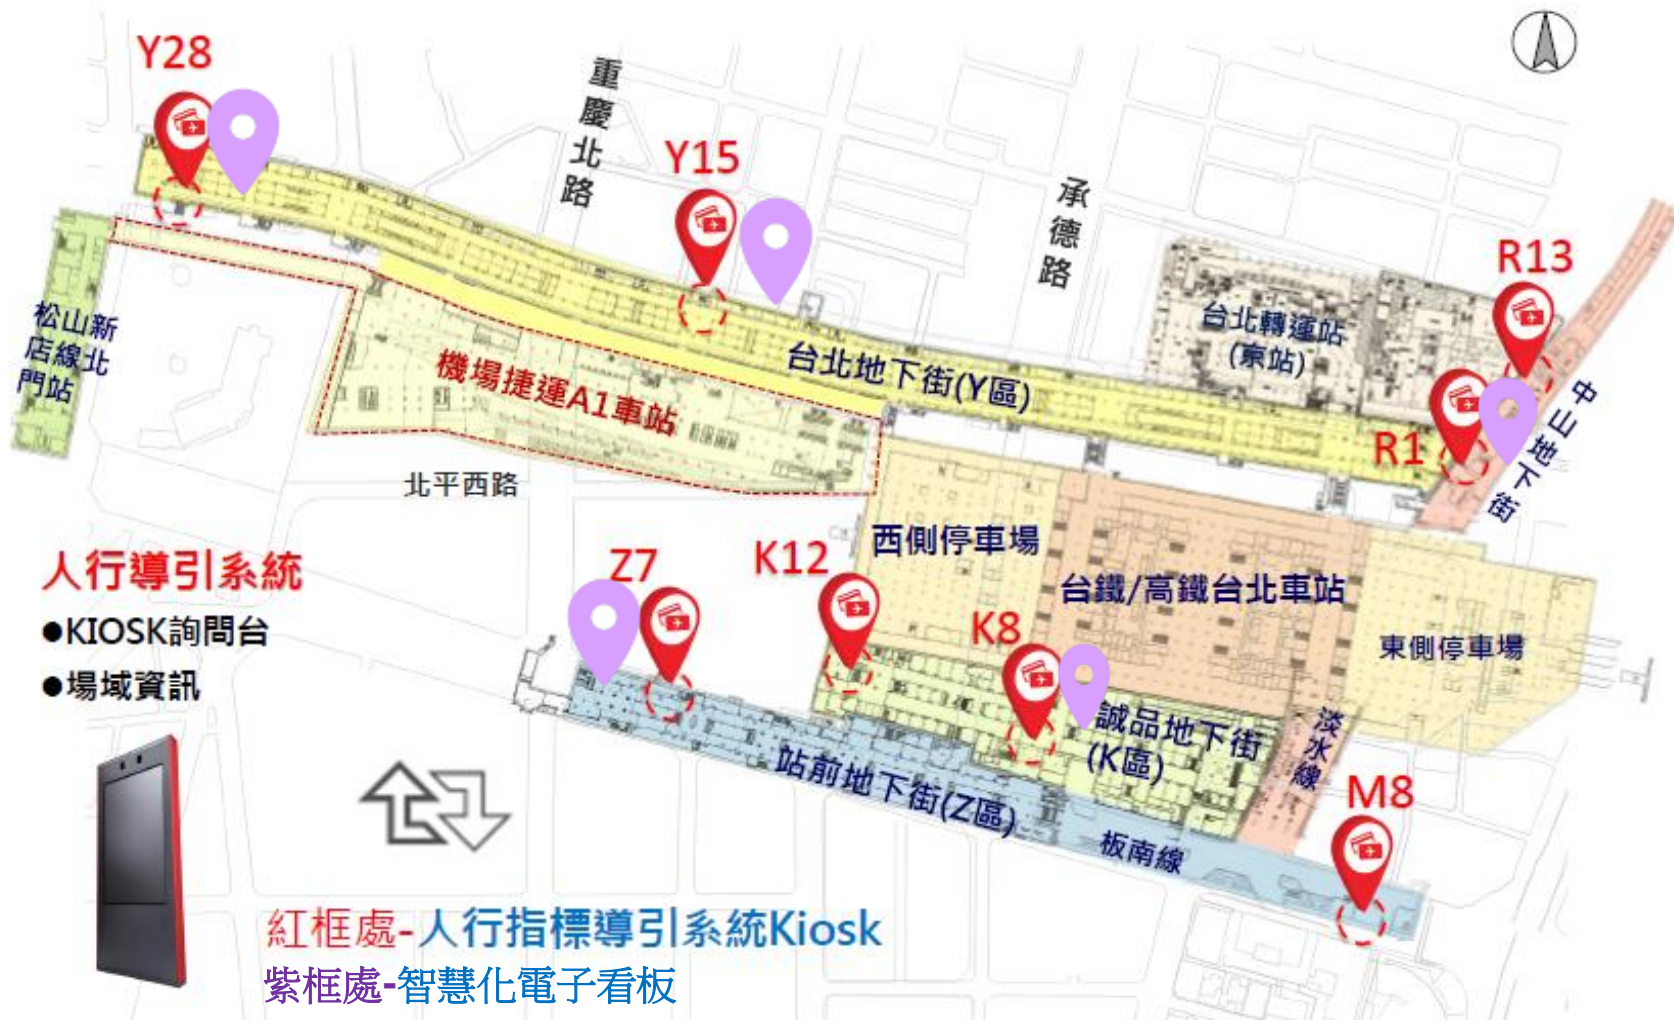 Y28
重慶北路
Y15
承德路
R13
台北轉運站
(京站)
松山新
店線北
門站
機場捷運A1車站
台北地下街(Y區)
R1
中山地下街
北平西路
西側停車場
台鐵/高鐵台北車站
東側停車場
人行導引系統
●KIOSK詢問台
●場域資訊
Z7
K12
K8
誠品地下街
(K區)
淡水線
站前地下街(Z區)
板南線
M8
紅框處-人行指標導引系統Kiosk
紫框處-智慧化電子看板